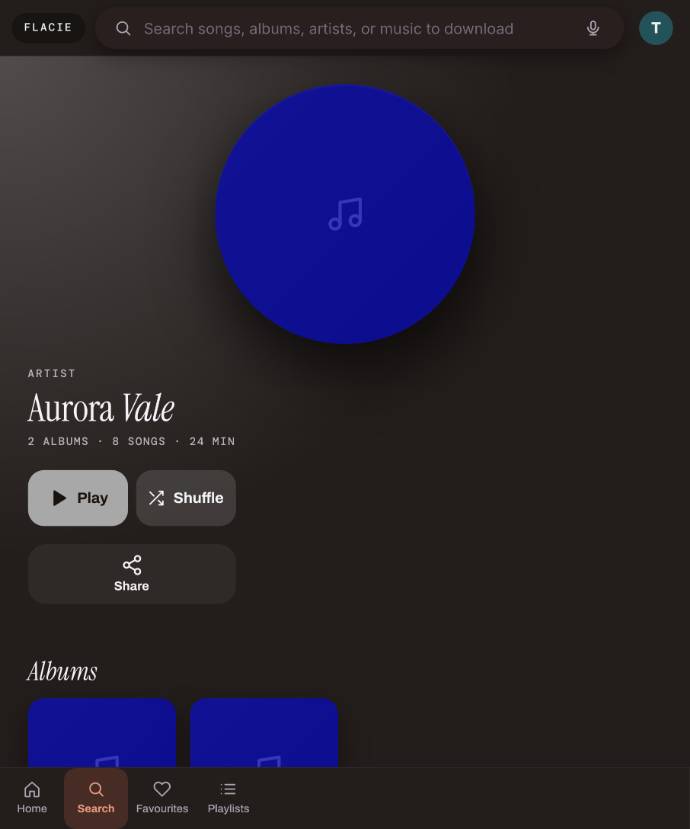 FLACIE
Search songs, albums, artists, or music to download
T
ARTIST
Aurora Vale
2 ALBUMS · 8 SONGS · 24 MIN
Play
Shuffle
Share
Albums
Home
Search
Favourites
Playlists